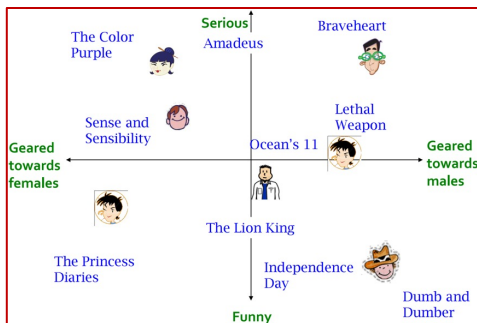 Serious
Braveheart
The Color
Purple
Amadeus
Sense and
Sensibility
Lethal
Weapon
Ocean's 11
Geared
towards
females
Geared
towards
males
The Lion King
The Princess
Diaries
Independence
Day
Dumb and
Dumber
Funny